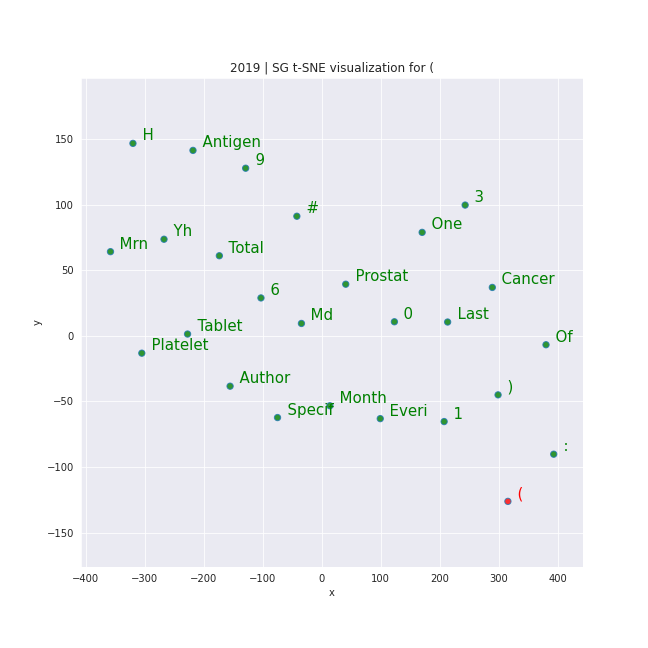 2019 | SG t-SNE visualization for (
H
Antigen
9
#
3
One
Mrn
Yh
Total
Prostat
Cancer
6
Md
0
Last
Of
Tablet
Platelet
Author
Specif
Month
Everi
1
)
:
(
150
100
50
0
−50
−100
−150
y
−400 −300 −200 −100 0 100 200 300 400
x